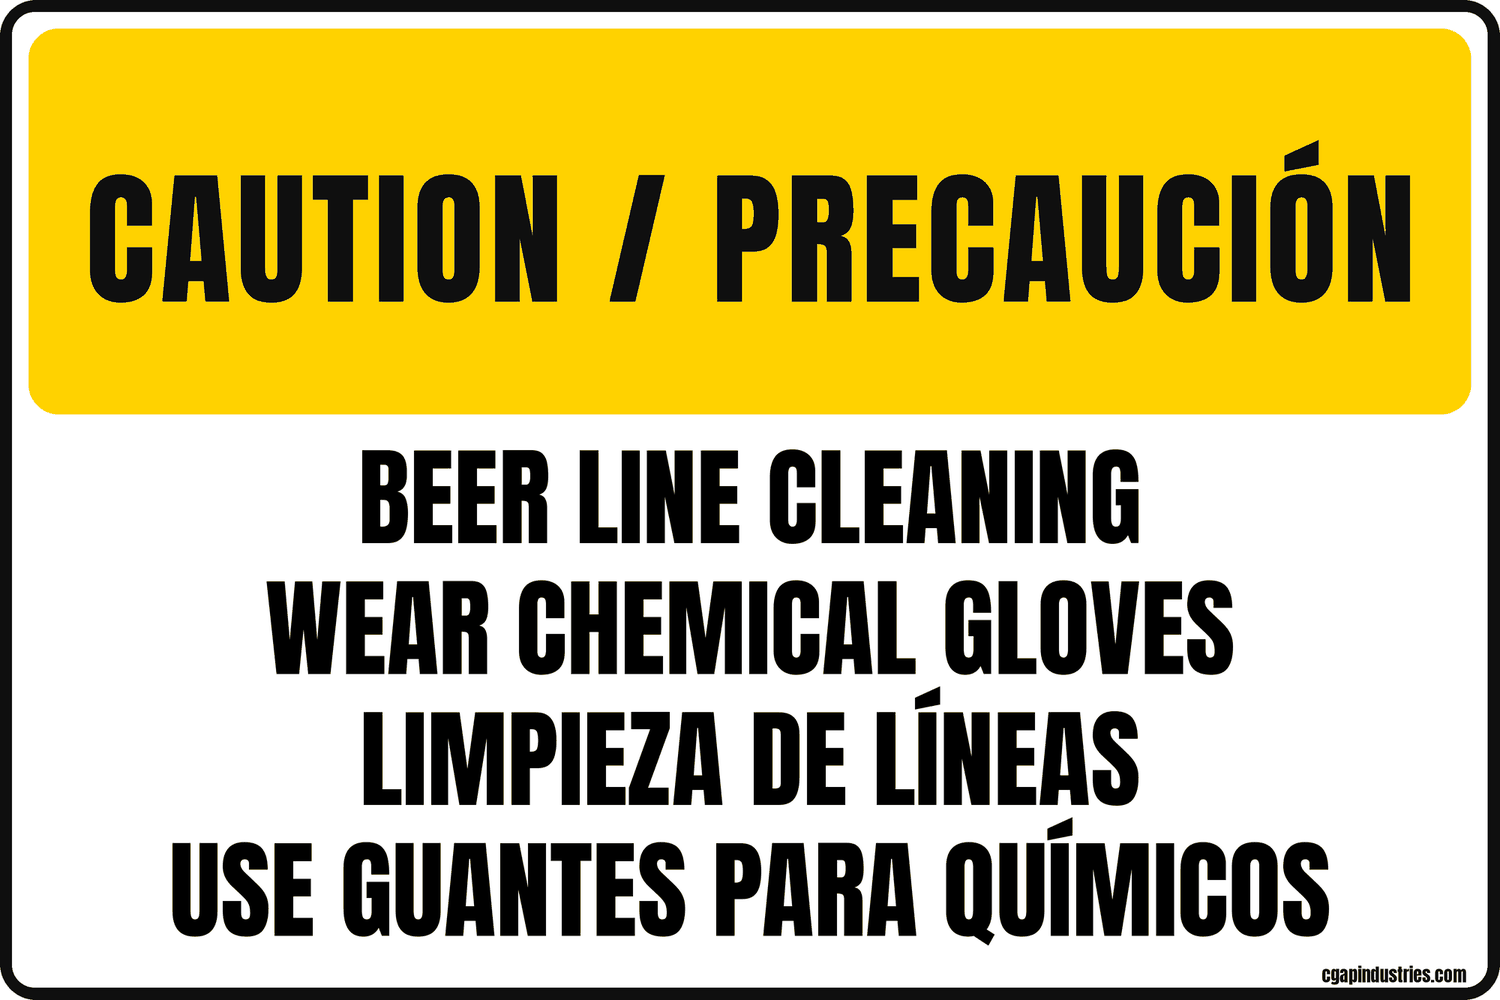 CAUTION / PRECAUCIÓN
BEER LINE CLEANING
WEAR CHEMICAL GLOVES
LIMPIEZA DE LÍNEAS
USE GUANTES PARA QUÍMICOS
cgapindustries.com